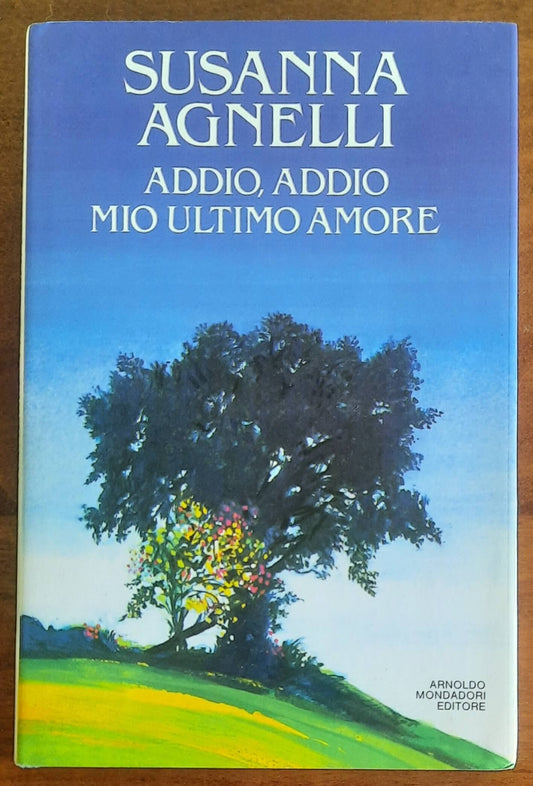 SUSANNA
AGNELLI
ADDIO, ADDIO
MIO ULTIMO AMORE
ARNOLDO
MONDADORI
EDITORE